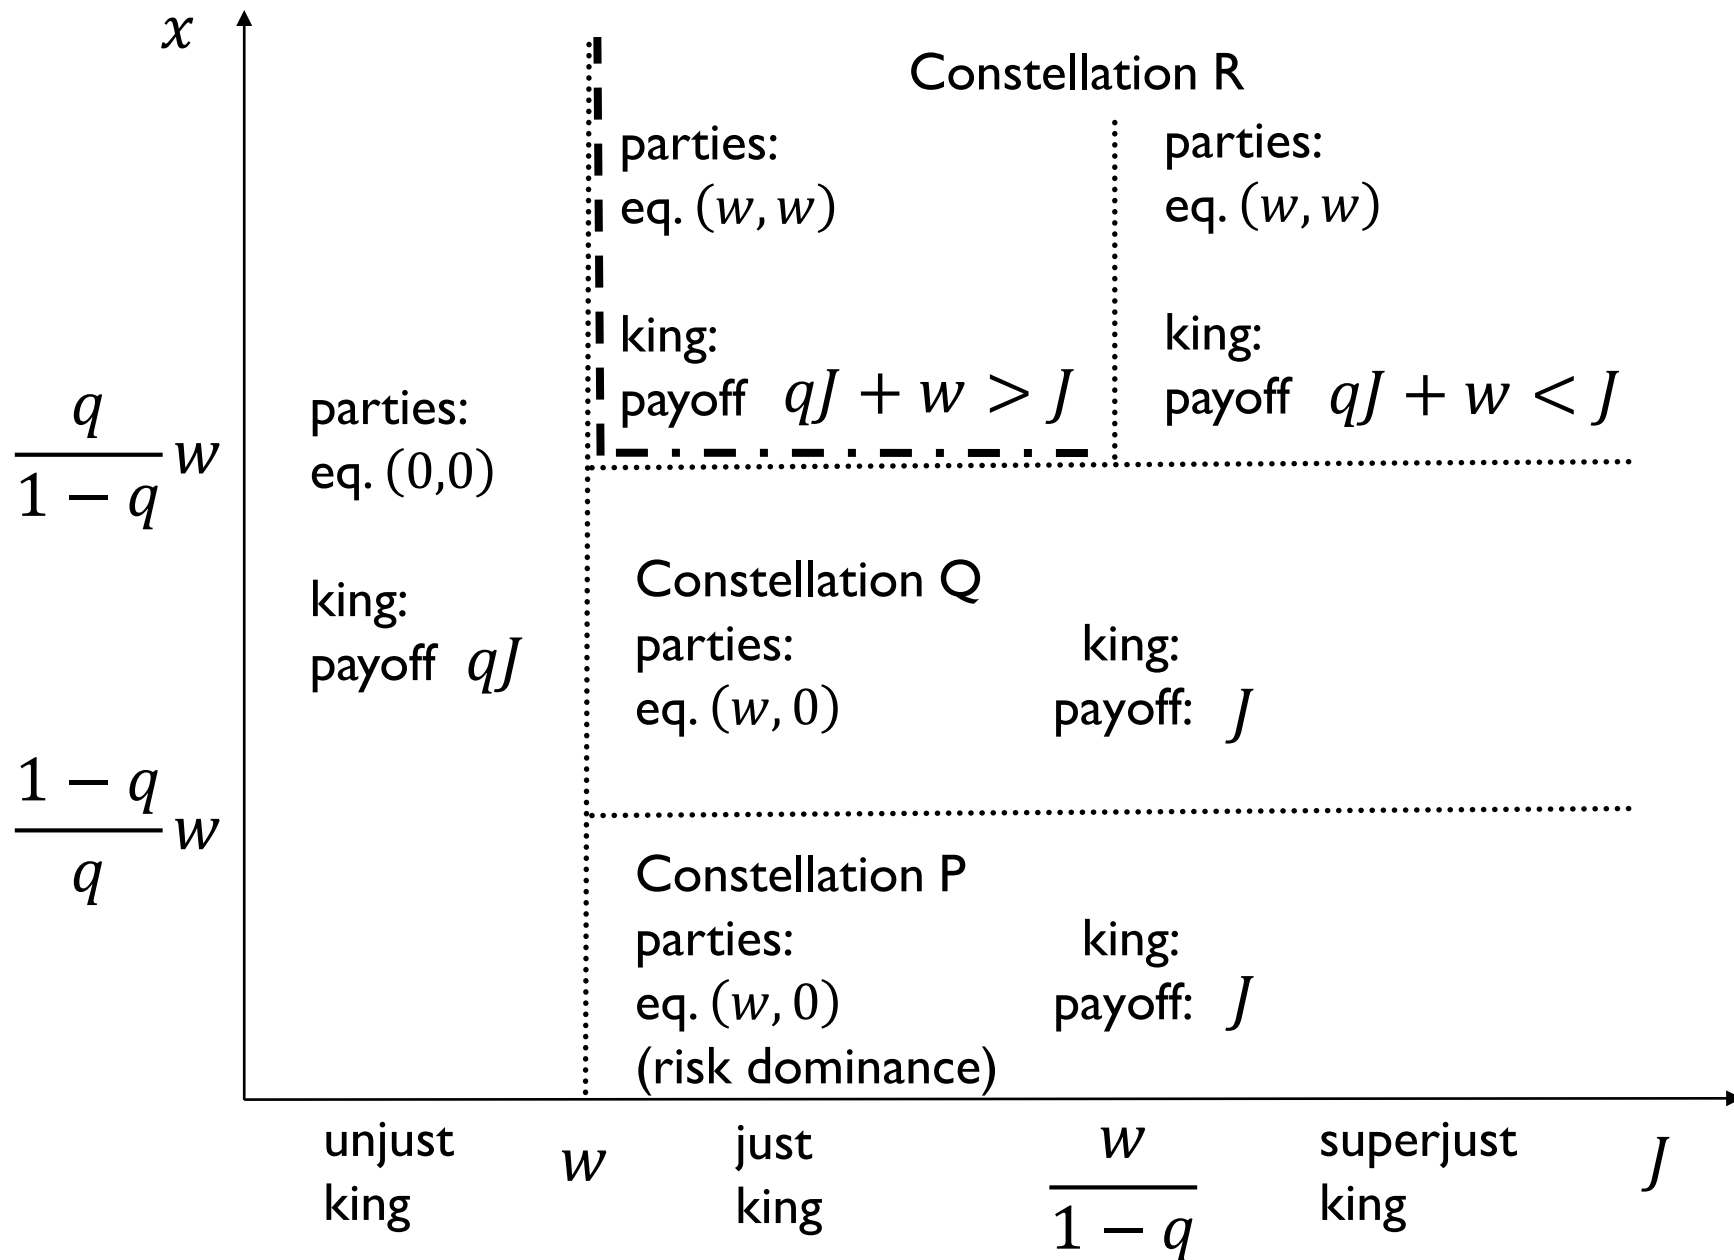 x
Constellation R
parties:
eq. (w, w)
king:
payoff qJ + w > J
parties:
eq. (w, w)
king:
payoff qJ + w < J
q
1 − q
w
parties:
eq. (0,0)
king:
payoff qJ
Constellation Q
parties:
eq. (w, 0)
king:
payoff: J
1 − q
q
w
Constellation P
parties:
eq. (w, 0)
(risk dominance)
king:
payoff: J
unjust
king
w
just
king
w
1 − q
superjust
king
J